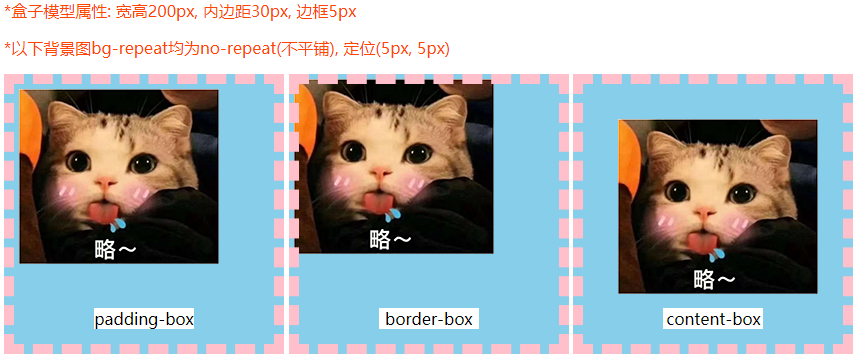 *盒子模型属性: 宽高200px, 内边距30px, 边框5px
*以下背景图bg-repeat均为no-repeat(不平铺), 定位(5px, 5px)
略～
略～
略～
padding-box
border-box
content-box